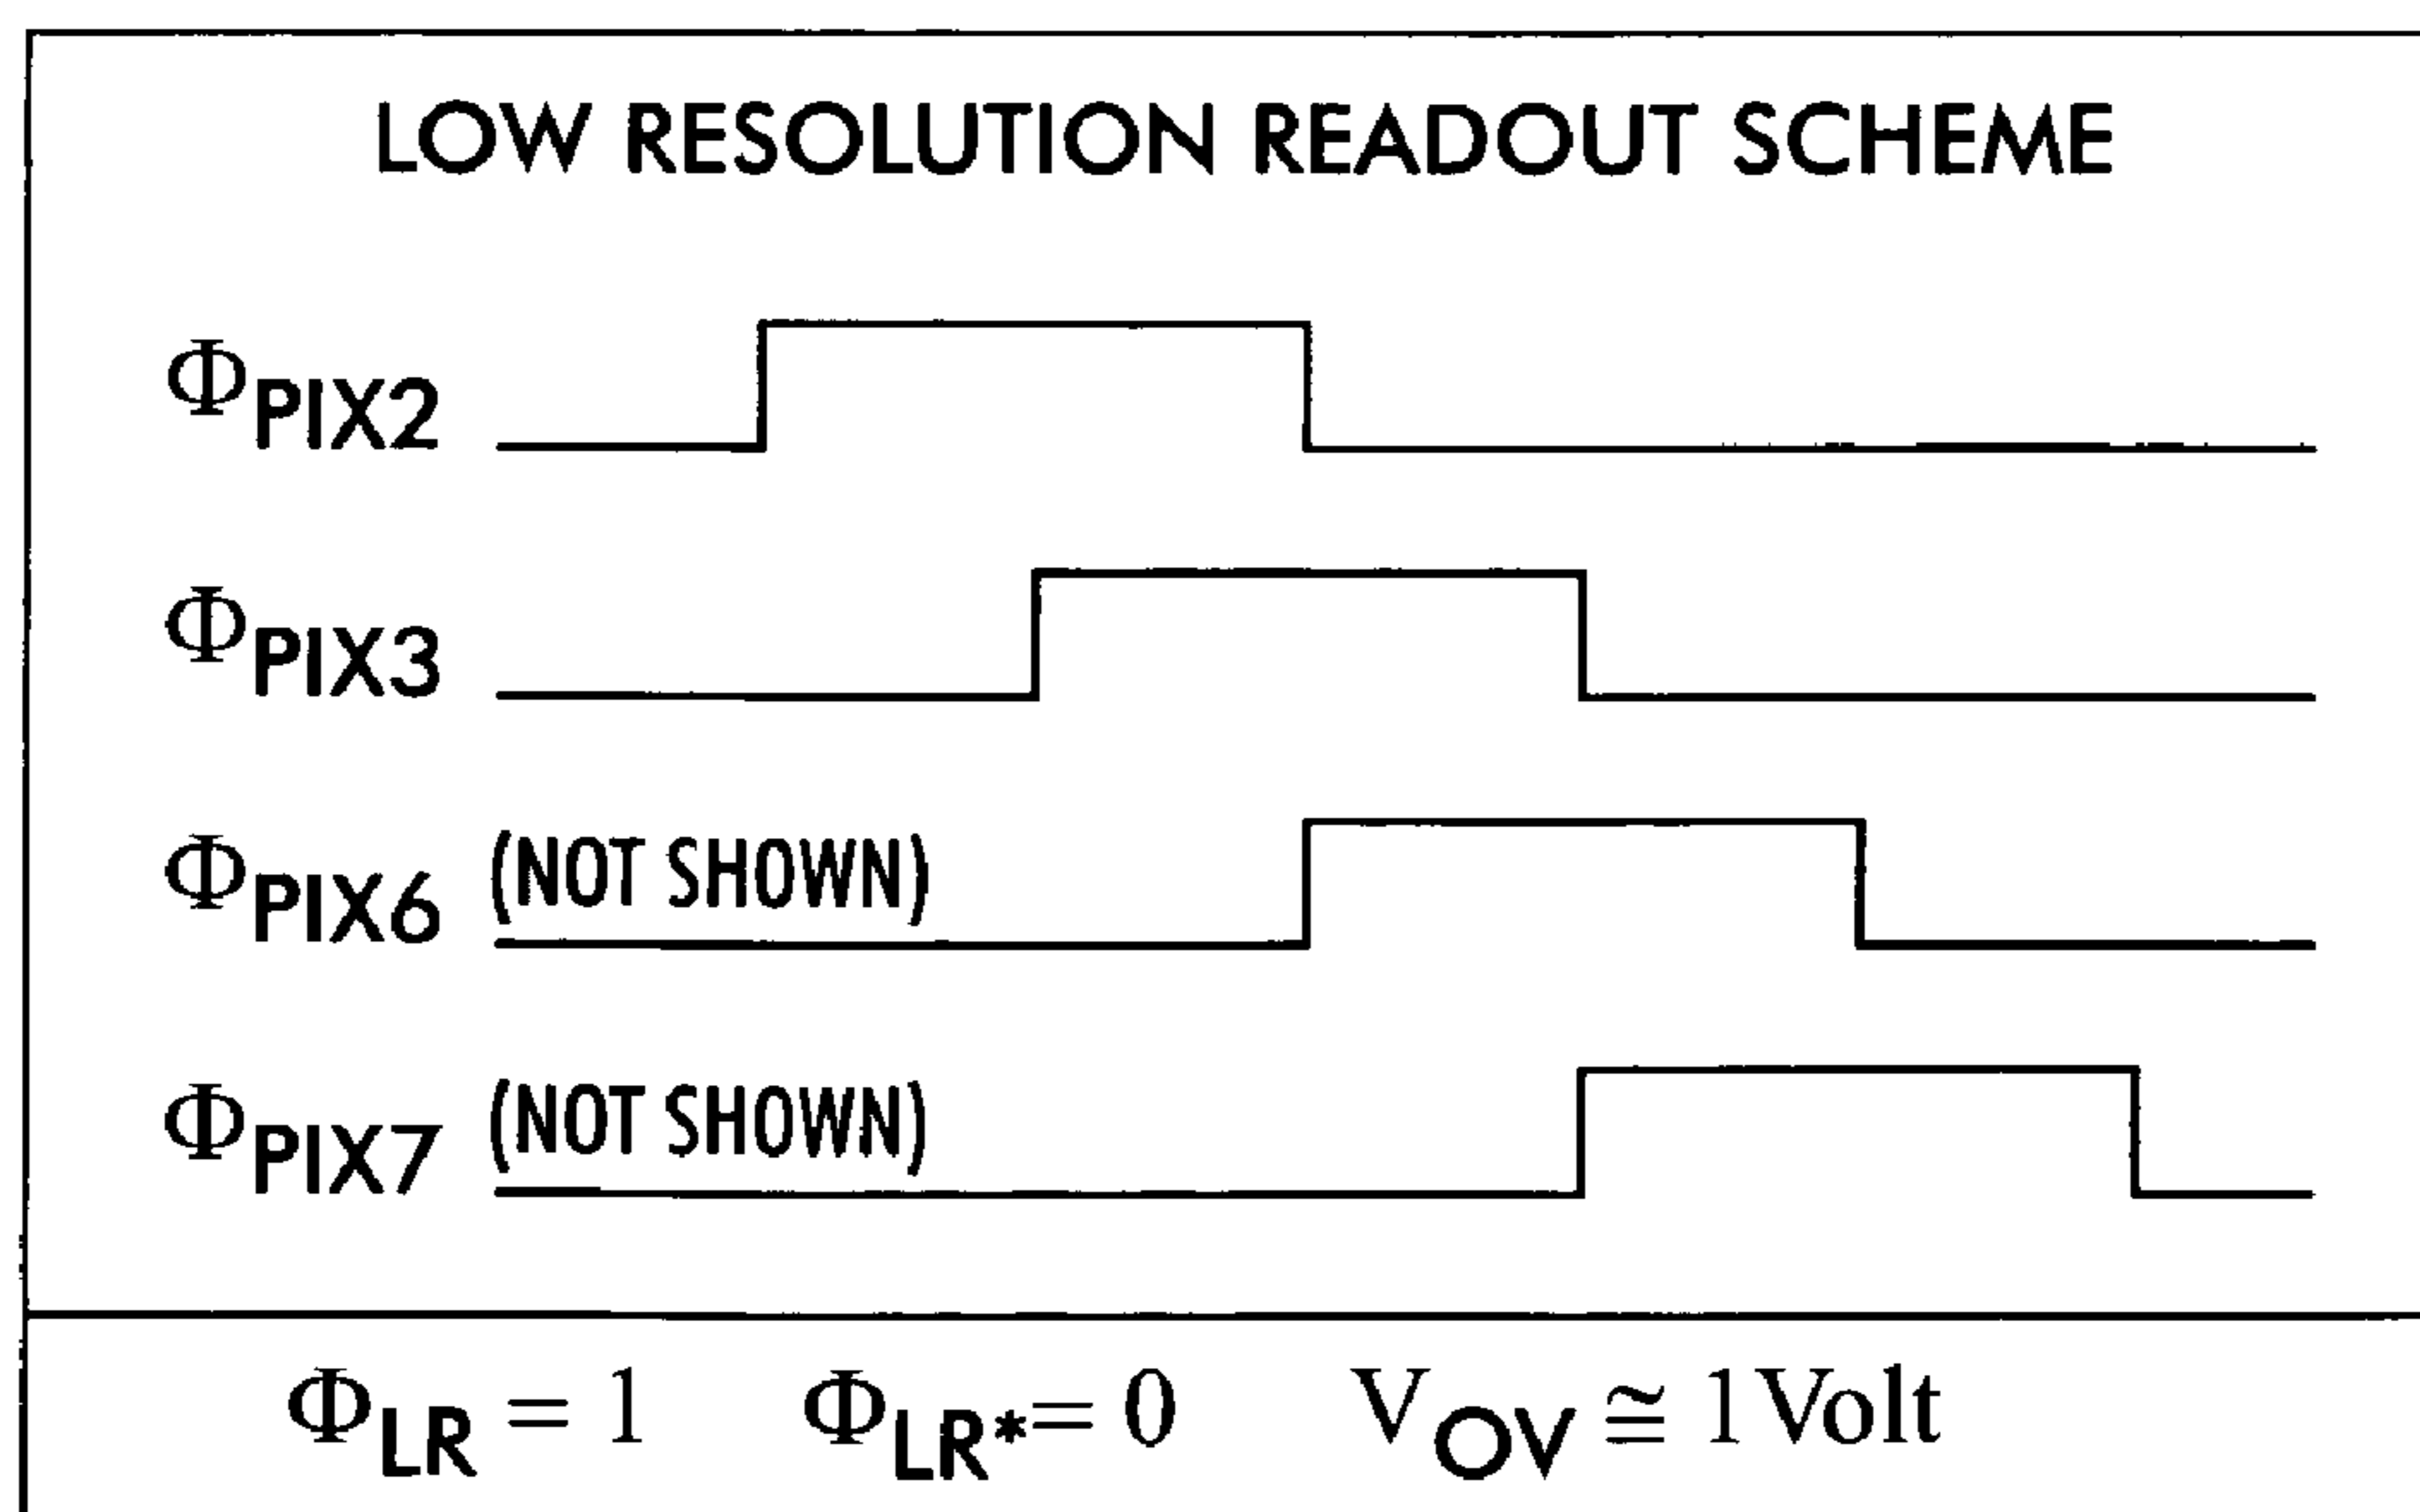 LOW RESOLUTION READOUT SCHEME
ΦPIX2
ΦPIX3
ΦPIX6 (NOT SHOWN)
ΦPIX7 (NOT SHOWN)
ΦLR = 1 ΦLR*= 0 VOV ≅ 1Volt